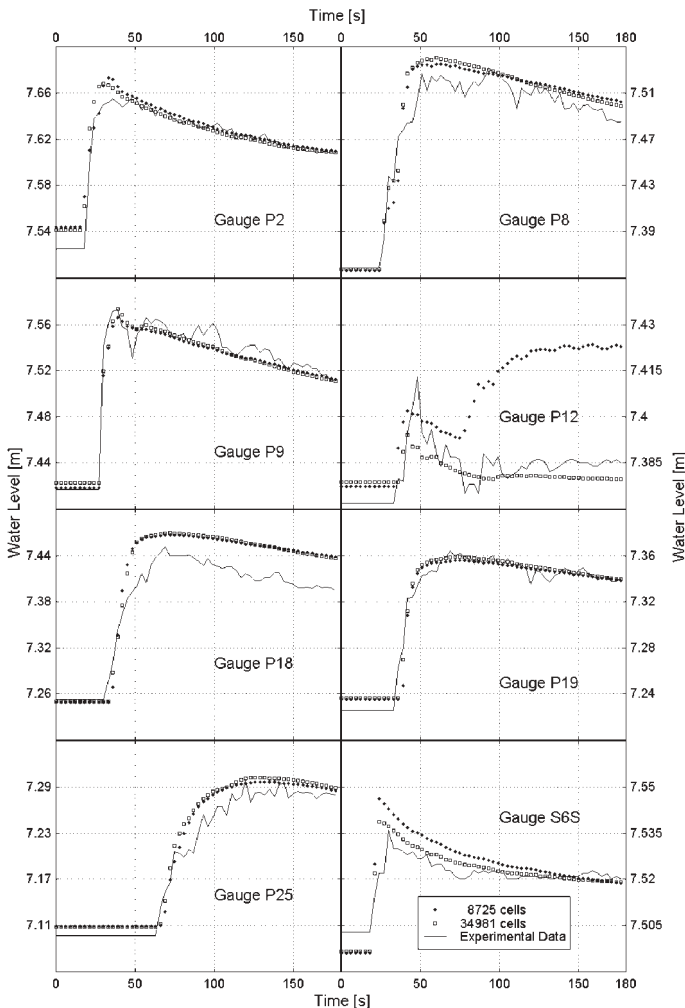 Time [s]
0 50 100 150 0 50 100 150 180
7.66 7.51
7.62 7.47
7.58 7.43
7.54 7.39
Gauge P2 Gauge P8
7.56 7.43
7.52 7.415
7.48 7.4
7.42 7.385
Gauge P9 Gauge P12
Water Level [m] Water Level [m]
7.44 7.36
7.38 7.32
7.32 7.28
7.26 7.24
Gauge P18 Gauge P19
7.29 7.55
7.23 7.535
7.17 7.52
7.11 7.505
Gauge P25 Gauge S6S
8725 cells
34981 cells
Experimental Data
0 50 100 150 0 50 100 150 180
Time [s]